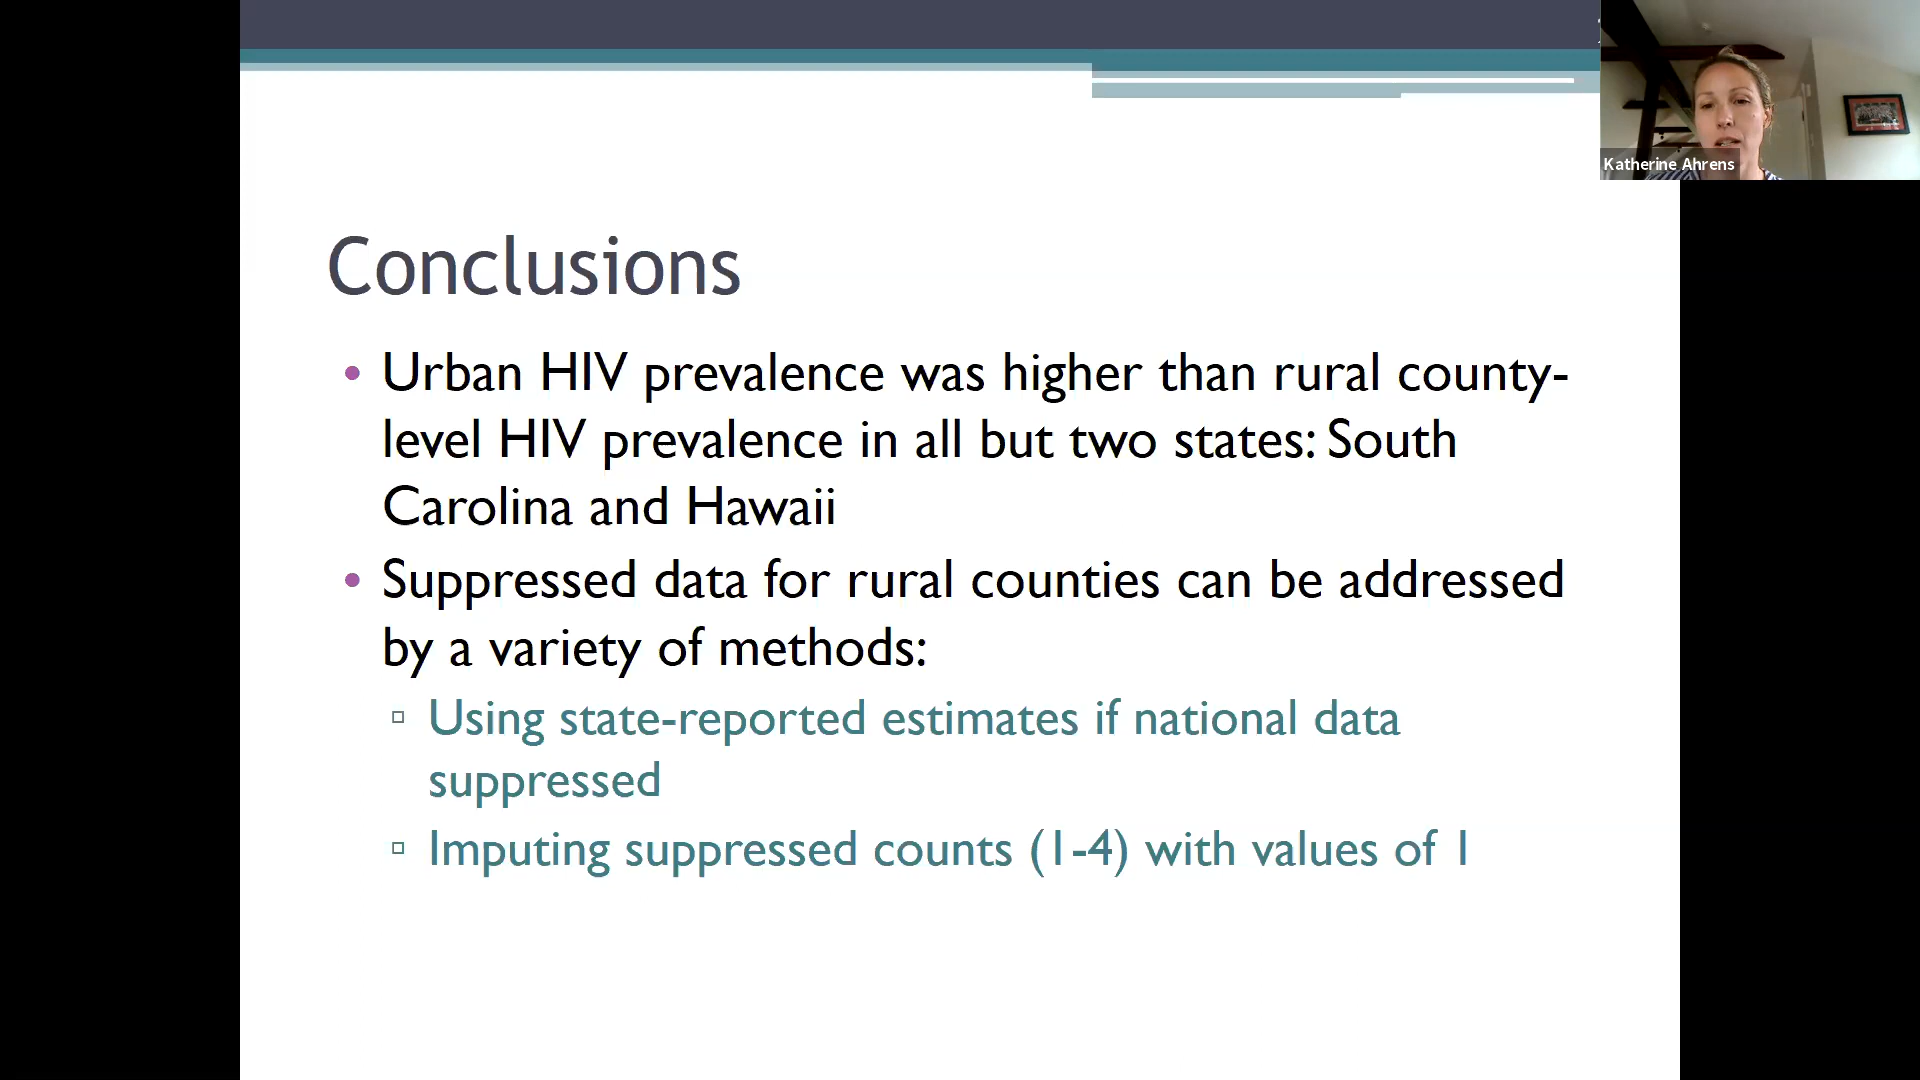 Katherine Ahrens
Conclusions
• Urban HIV prevalence was higher than rural county-
level HIV prevalence in all but two states: South
Carolina and Hawaii
• Suppressed data for rural counties can be addressed
by a variety of methods:
▫ Using state-reported estimates if national data
suppressed
▫ Imputing suppressed counts (1-4) with values of 1